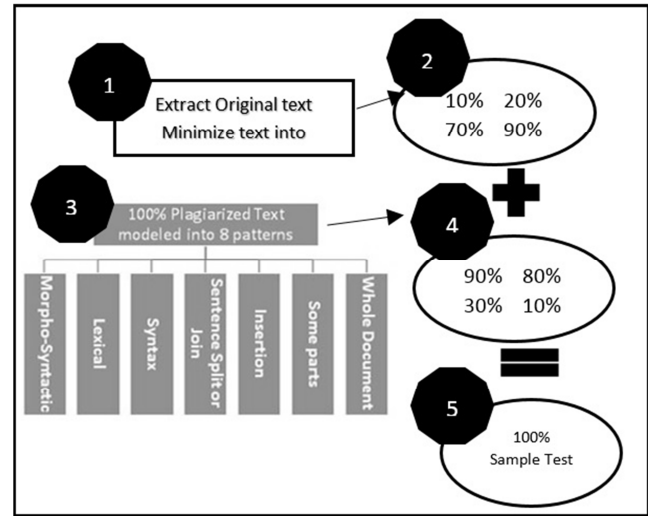 1
Extract Original text
Minimize text into
2
10% 20%
70% 90%
3
100% Plagiarized Text
modeled into 8 patterns
Morpho-Syntactic
Lexical
Syntax
Sentence Split or
Join
Insertion
Some parts
Whole Document
4
90% 80%
30% 10%
5
100%
Sample Test